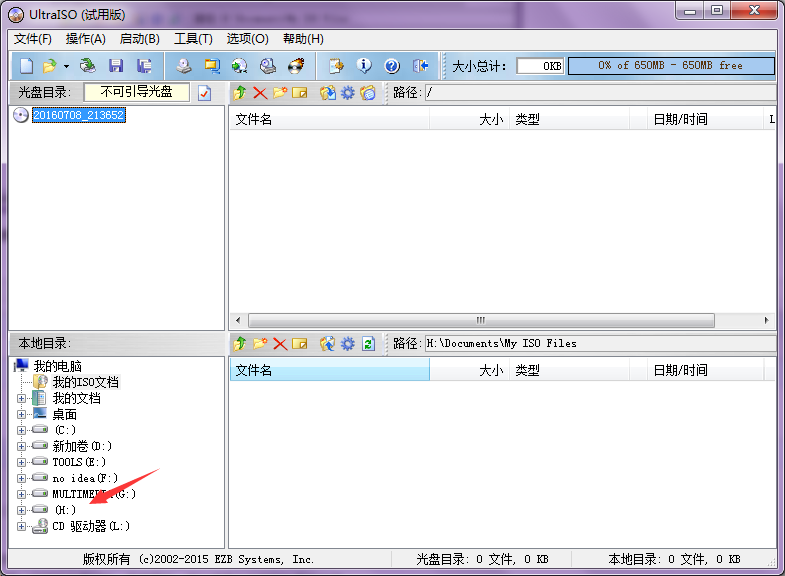 UltraISO (试用版)
文件(F) 操作(A) 启动(B) 工具(T) 选项(O) 帮助(H)
大小总计: 0KB 0% of 650MB - 650MB free
光盘目录: 不可引导光盘 路径: /
20160708_213652
文件名 大小 类型 日期/时间 L
本地目录: 路径: H:\Documents\My ISO Files
我的电脑
我的ISO文档
我的文档
桌面
(C:)
新加卷(D:)
TOOLS(E:)
no idea(F:)
MULTIMEDIA(G:)
(H:)
CD 驱动器(L:)
文件名 大小 类型 日期/时间
版权所有 (c)2002-2015 EZB Systems, Inc. 光盘目录: 0 文件, 0 KB 本地目录: 0 文件, 0 KB